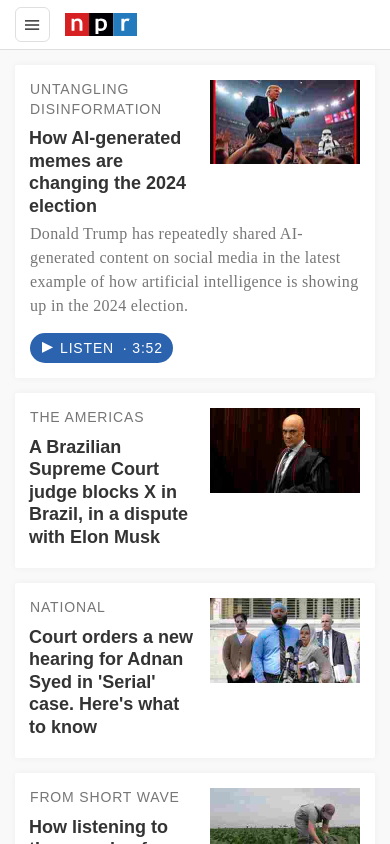 npr
UNTANGLING
DISINFORMATION
How AI-generated
memes are
changing the 2024
election
Donald Trump has repeatedly shared AI-
generated content on social media in the latest
example of how artificial intelligence is showing
up in the 2024 election.
LISTEN · 3:52
THE AMERICAS
A Brazilian
Supreme Court
judge blocks X in
Brazil, in a dispute
with Elon Musk
NATIONAL
Court orders a new
hearing for Adnan
Syed in 'Serial'
case. Here's what
to know
FROM SHORT WAVE
How listening to